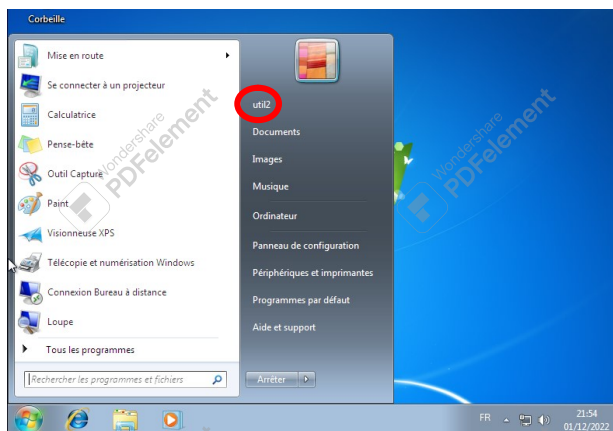 Corbeille
Mise en route
Se connecter à un projecteur
Calculatrice
Pense-bête
Outil Capture
Paint
Visionneuse XPS
Télécopie et numérisation Windows
Connexion Bureau à distance
Loupe
Tous les programmes
Rechercher les programmes et fichiers
util2
Documents
Images
Musique
Ordinateur
Panneau de configuration
Périphériques et imprimantes
Programmes par défaut
Aide et support
Arrêter
Wondershare
PDFelement
Wondershare
PDFelement
FR
21:54
01/12/2022